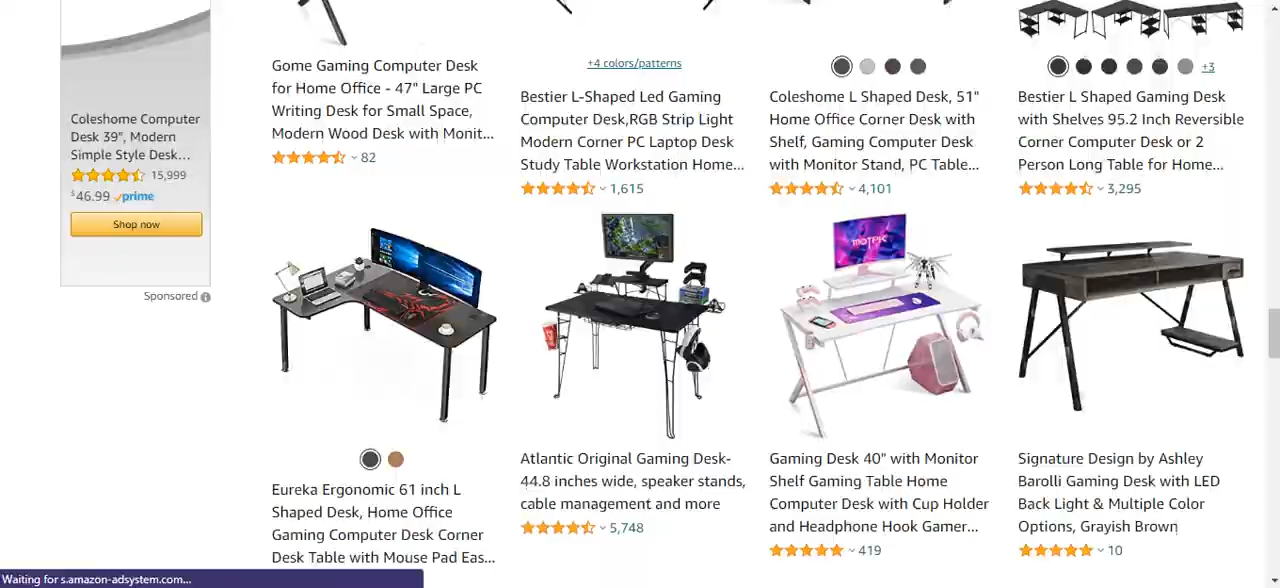 Coleshome Computer
Desk 39", Modern
Simple Style Desk...
15,999
$46.99 prime
Shop now
Sponsored
Gome Gaming Computer Desk
for Home Office - 47" Large PC
Writing Desk for Small Space,
Modern Wood Desk with Monit...
82
+4 colors/patterns
Bestier L-Shaped Led Gaming
Computer Desk,RGB Strip Light
Modern Corner PC Laptop Desk
Study Table Workstation Home...
1,615
Coleshome L Shaped Desk, 51"
Home Office Corner Desk with
Shelf, Gaming Computer Desk
with Monitor Stand, PC Table...
4,101
+3
Bestier L Shaped Gaming Desk
with Shelves 95.2 Inch Reversible
Corner Computer Desk or 2
Person Long Table for Home...
3,295
Eureka Ergonomic 61 inch L
Shaped Desk, Home Office
Gaming Computer Desk Corner
Desk Table with Mouse Pad Eas...
Atlantic Original Gaming Desk-
44.8 inches wide, speaker stands,
cable management and more
5,748
MOTPK
Gaming Desk 40" with Monitor
Shelf Gaming Table Home
Computer Desk with Cup Holder
and Headphone Hook Gamer...
419
Signature Design by Ashley
Barolli Gaming Desk with LED
Back Light & Multiple Color
Options, Grayish Brown
10
Waiting for s.amazon-adsystem.com...